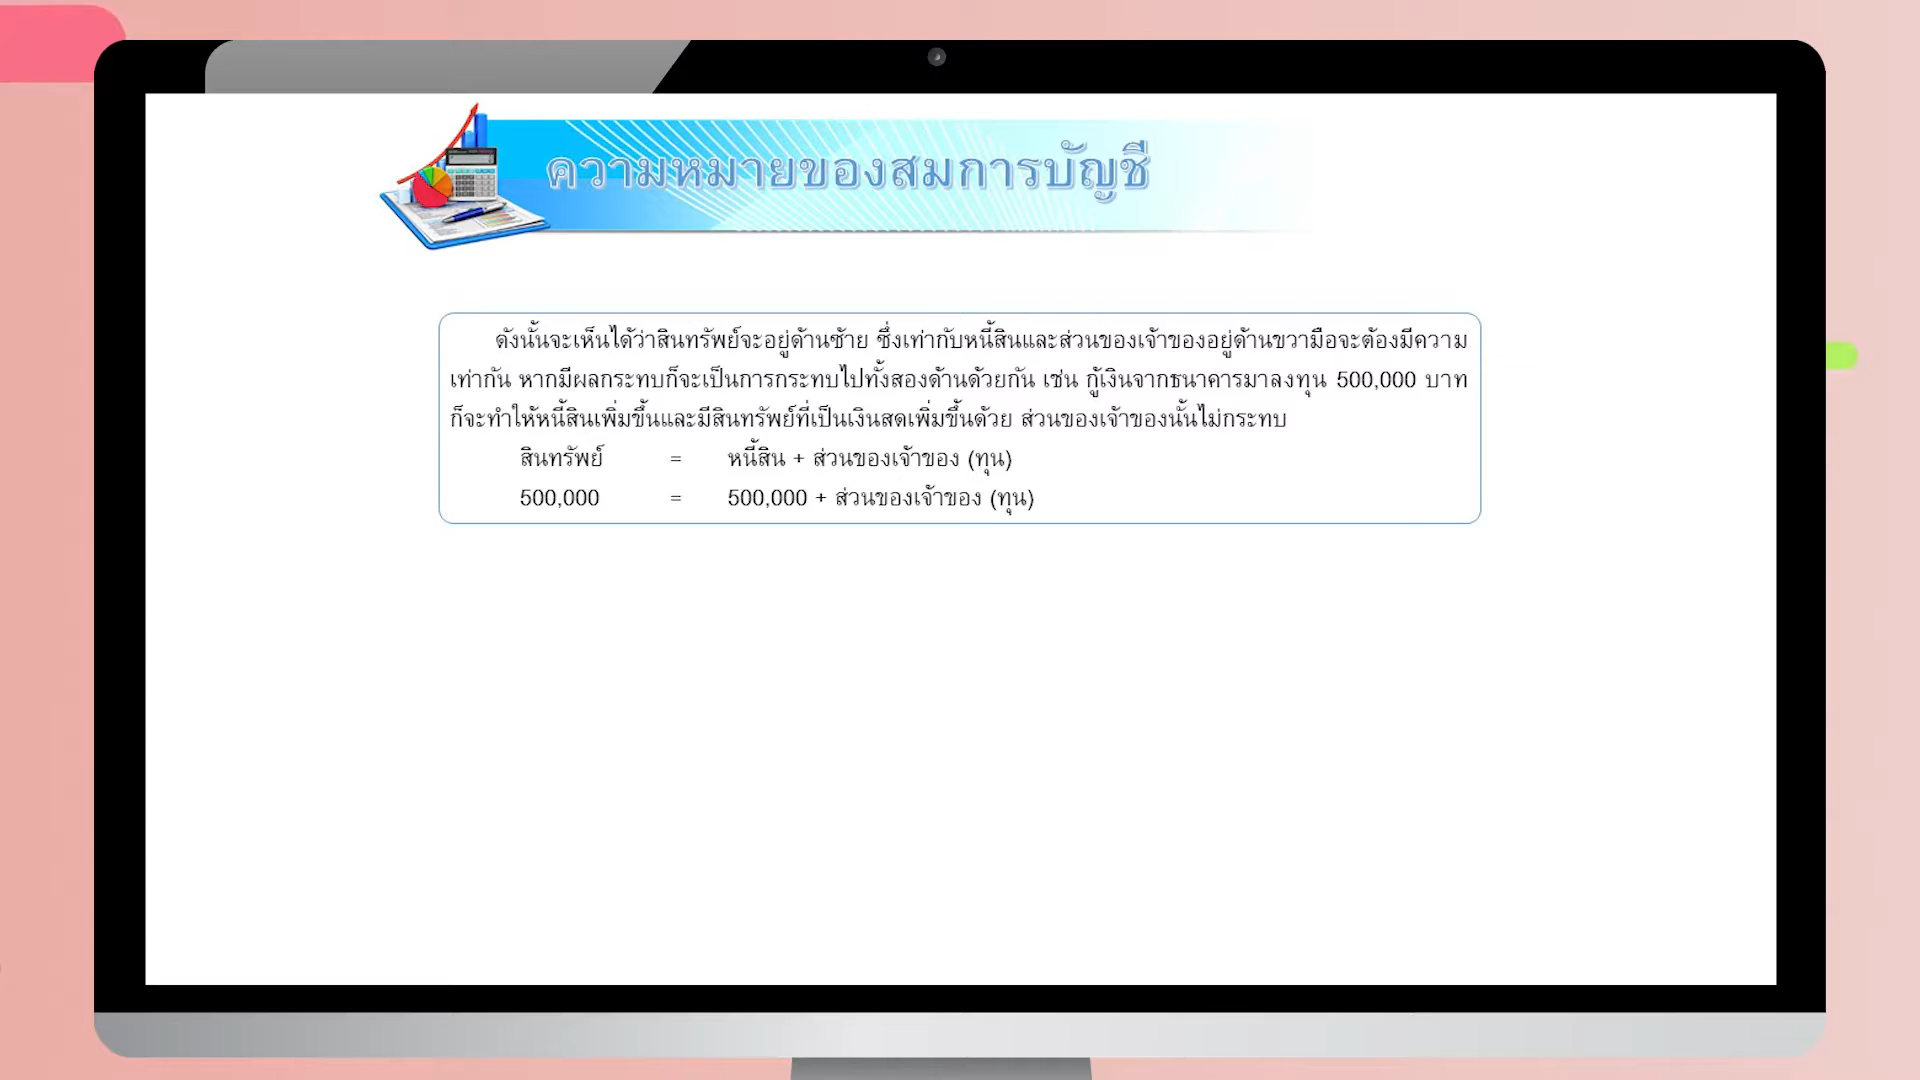 ความหมายของสมการบัญชี
ดังนั้นจะเห็นได้ว่าสินทรัพย์จะอยู่ด้านซ้าย ซึ่งเท่ากับหนี้สินและส่วนของเจ้าของอยู่ด้านขวามือจะต้องมีความ
เท่ากัน หากมีผลกระทบก็จะเป็นการกระทบไปทั้งสองด้านด้วยกัน เช่น กู้เงินจากธนาคารมาลงทุน 500,000 บาท
ก็จะทำให้หนี้สินเพิ่มขึ้นและมีสินทรัพย์ที่เป็นเงินสดเพิ่มขึ้นด้วย ส่วนของเจ้าของนั้นไม่กระทบ
สินทรัพย์ = หนี้สิน + ส่วนของเจ้าของ (ทุน)
500,000 = 500,000 + ส่วนของเจ้าของ (ทุน)